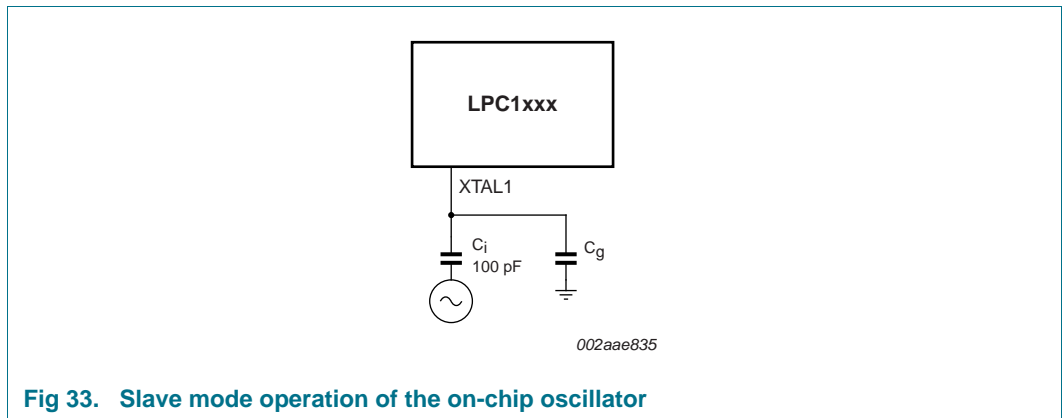 LPC1xxx
XTAL1
Ci
100 pF
Cg
002aae835
Fig 33. Slave mode operation of the on-chip oscillator